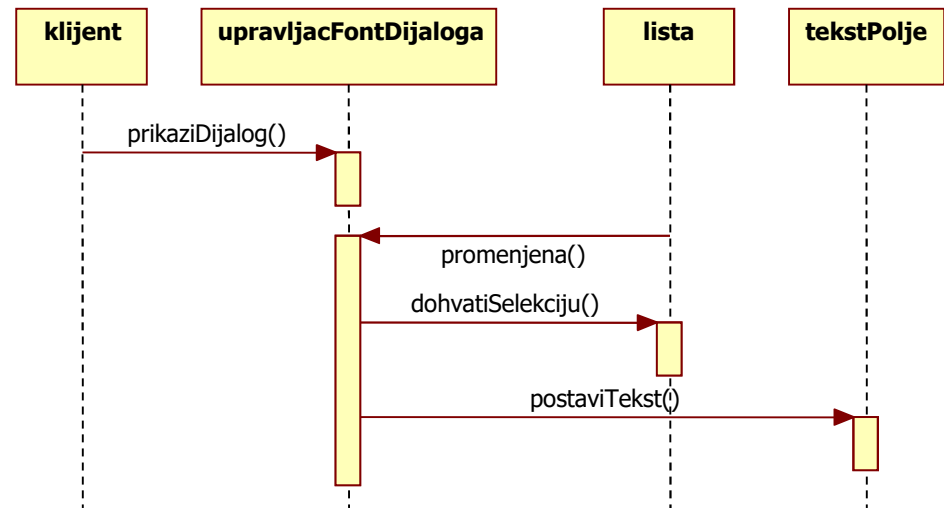 klijent
upravljacFontDijaloga
lista
tekstPolje
prikaziDijalog()
promenjena()
dohvatiSelekciju()
postaviTekst()